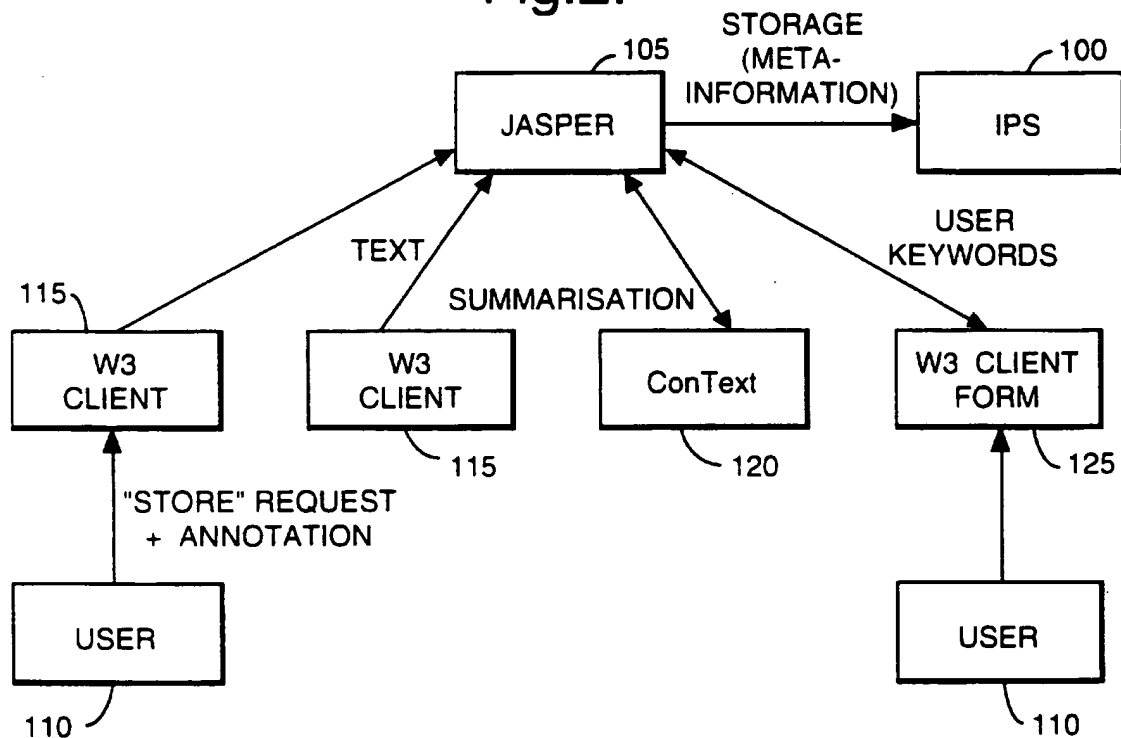 Fig.2.
STORAGE
(META-
INFORMATION)
105
100
JASPER
IPS
TEXT
USER
KEYWORDS
SUMMARISATION
115
W3
CLIENT
W3
CLIENT
ConText
W3 CLIENT
FORM
115
120
125
"STORE" REQUEST
+ ANNOTATION
USER
USER
110
110